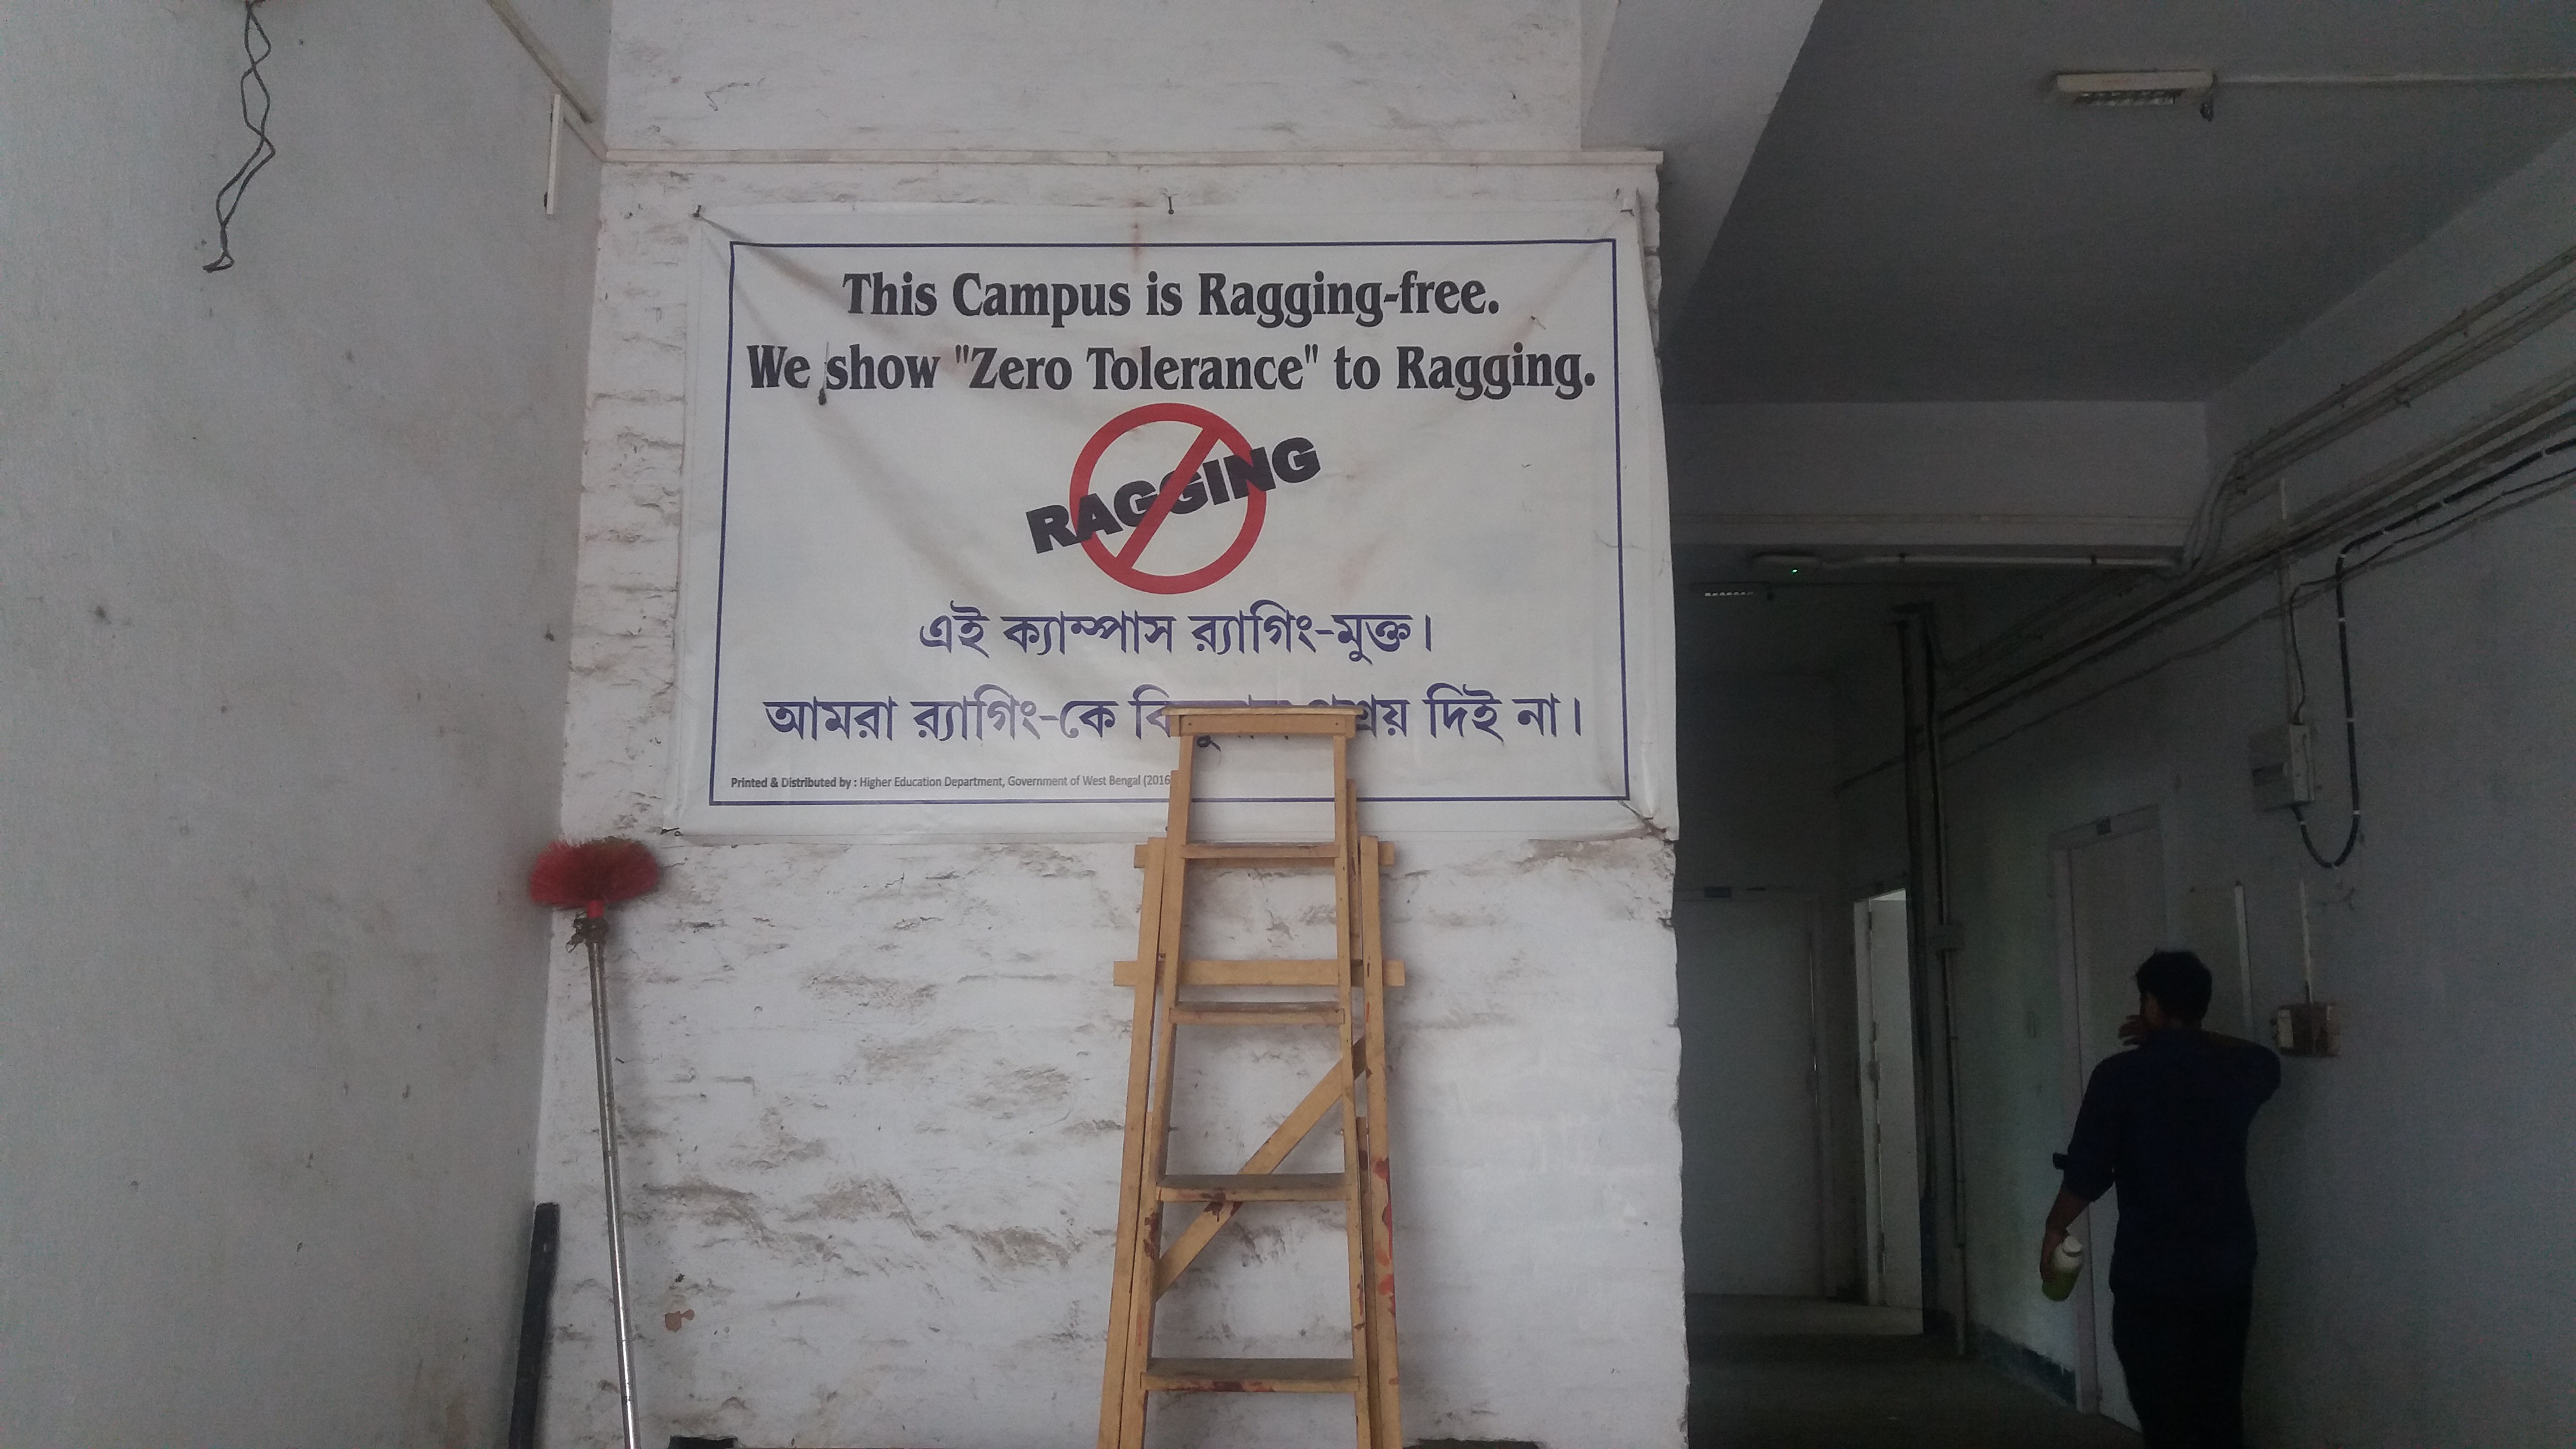 This Campus is Ragging-free.
We show "Zero Tolerance" to Ragging.
RAGGING
এই ক্যাম্পাস র‍্যাগিং-মুক্ত।
আমরা র‍্যাগিং-কে দিই না।
Printed & Distributed by : Higher Education Department, Government of West Bengal (2016